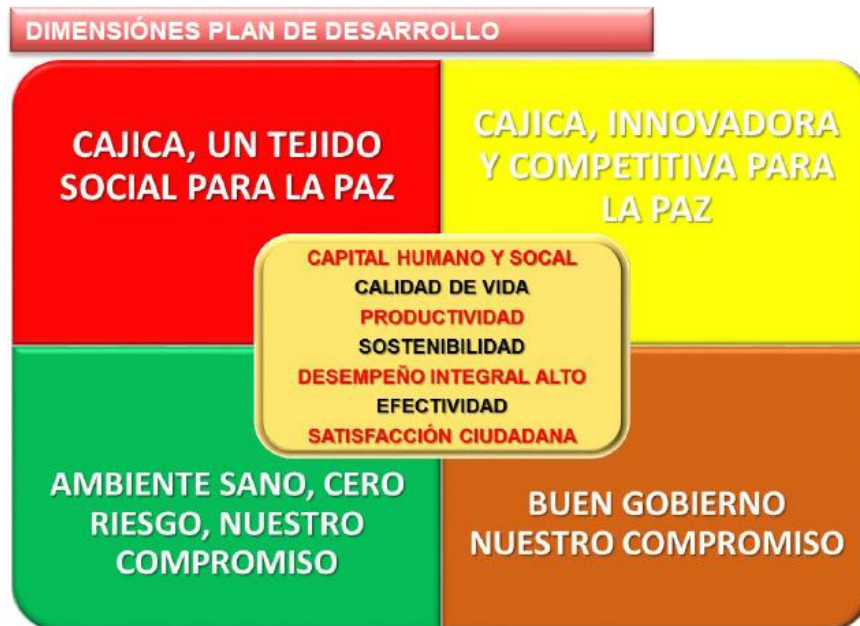 DIMENSIÓNES PLAN DE DESARROLLO
CAJICA, UN TEJIDO
SOCIAL PARA LA PAZ
CAJICA, INNOVADORA
Y COMPETITIVA PARA
LA PAZ
CAPITAL HUMANO Y SOCAL
CALIDAD DE VIDA
PRODUCTIVIDAD
SOSTENIBILIDAD
DESEMPEÑO INTEGRAL ALTO
EFECTIVIDAD
SATISFACCIÓN CIUDADANA
AMBIENTE SANO, CERO
RIESGO, NUESTRO
COMPROMISO
BUEN GOBIERNO
NUESTRO COMPROMISO